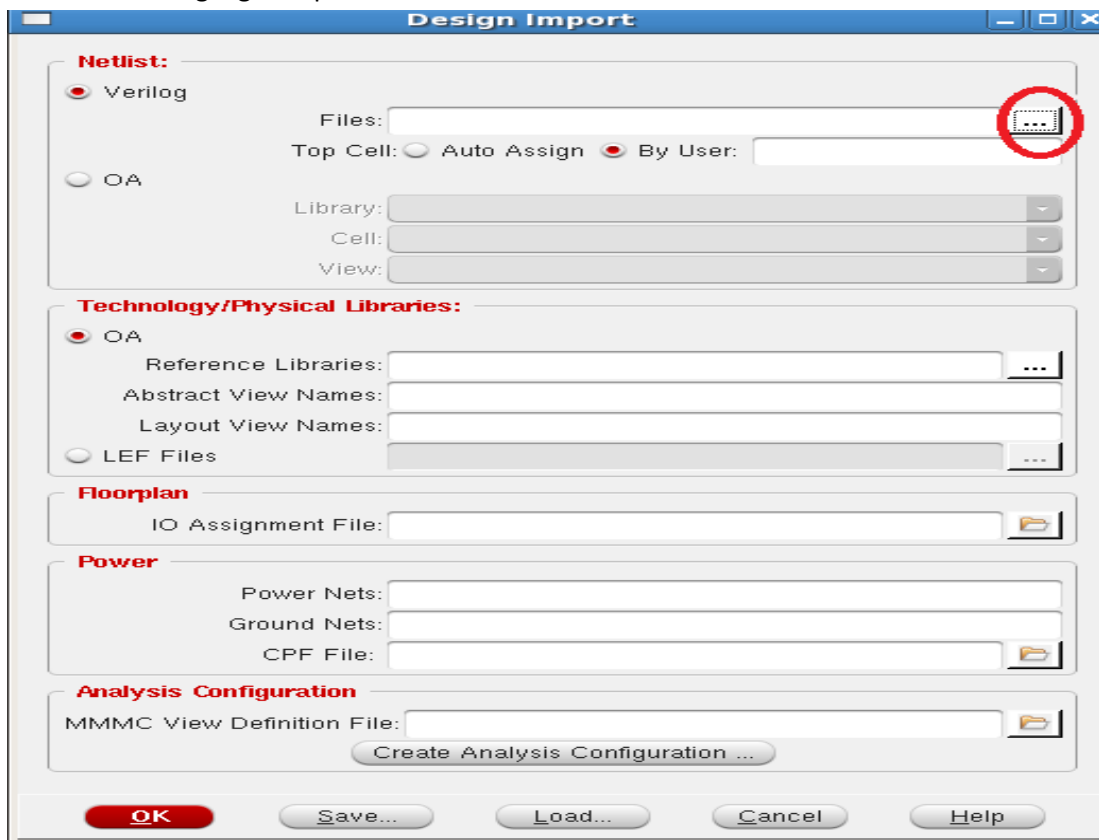 Design Import
Netlist:
Verilog
Files: ...
Top Cell: Auto Assign By User:
OA
Library:
Cell:
View:
Technology/Physical Libraries:
OA
Reference Libraries: ...
Abstract View Names:
Layout View Names:
LEF Files ...
Floorplan
IO Assignment File:
Power
Power Nets:
Ground Nets:
CPF File:
Analysis Configuration
MMMC View Definition File:
Create Analysis Configuration ...
OK Save... Load... Cancel Help